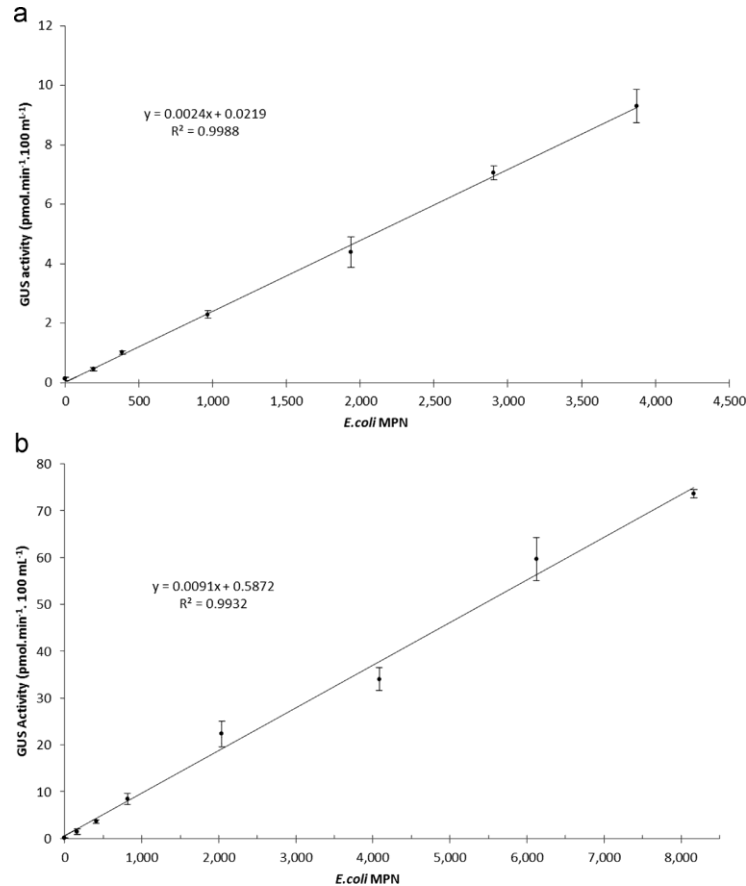 a
12
10
8
6
4
2
0
GUS activity (pmol.min⁻¹.100 ml⁻¹)
y = 0.0024x + 0.0219
R² = 0.9988
0 500 1,000 1,500 2,000 2,500 3,000 3,500 4,000 4,500
E.coli MPN
b
80
70
60
50
40
30
20
10
0
GUS Activity (pmol.min⁻¹. 100 mL⁻¹)
y = 0.0091x + 0.5872
R² = 0.9932
0 1,000 2,000 3,000 4,000 5,000 6,000 7,000 8,000
E.coli MPN